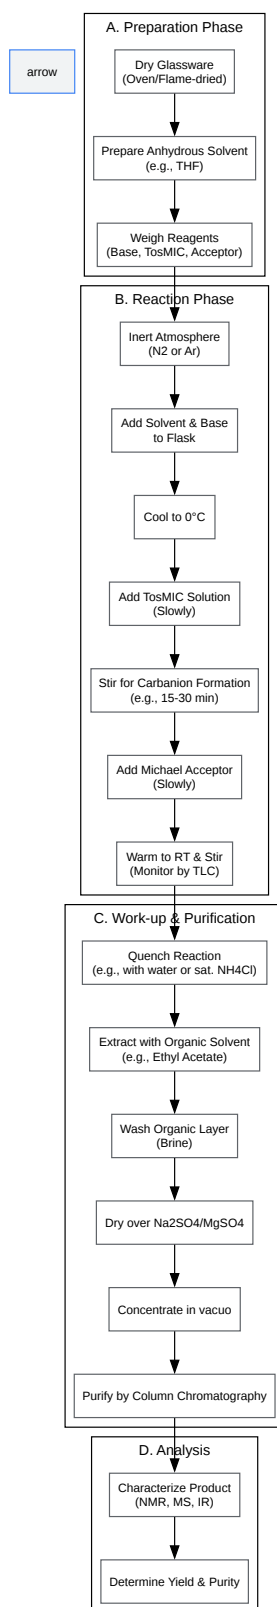 A. Preparation Phase
arrow
Dry Glassware
(Oven/Flame-dried)
Prepare Anhydrous Solvent
(e.g., THF)
Weigh Reagents
(Base, TosMIC, Acceptor)
B. Reaction Phase
Inert Atmosphere
(N2 or Ar)
Add Solvent & Base
to Flask
Cool to 0°C
Add TosMIC Solution
(Slowly)
Stir for Carbanion Formation
(e.g., 15-30 min)
Add Michael Acceptor
(Slowly)
Warm to RT & Stir
(Monitor by TLC)
C. Work-up & Purification
Quench Reaction
(e.g., with water or sat. NH4Cl)
Extract with Organic Solvent
(e.g., Ethyl Acetate)
Wash Organic Layer
(Brine)
Dry over Na2SO4/MgSO4
Concentrate in vacuo
Purify by Column Chromatography
D. Analysis
Characterize Product
(NMR, MS, IR)
Determine Yield & Purity